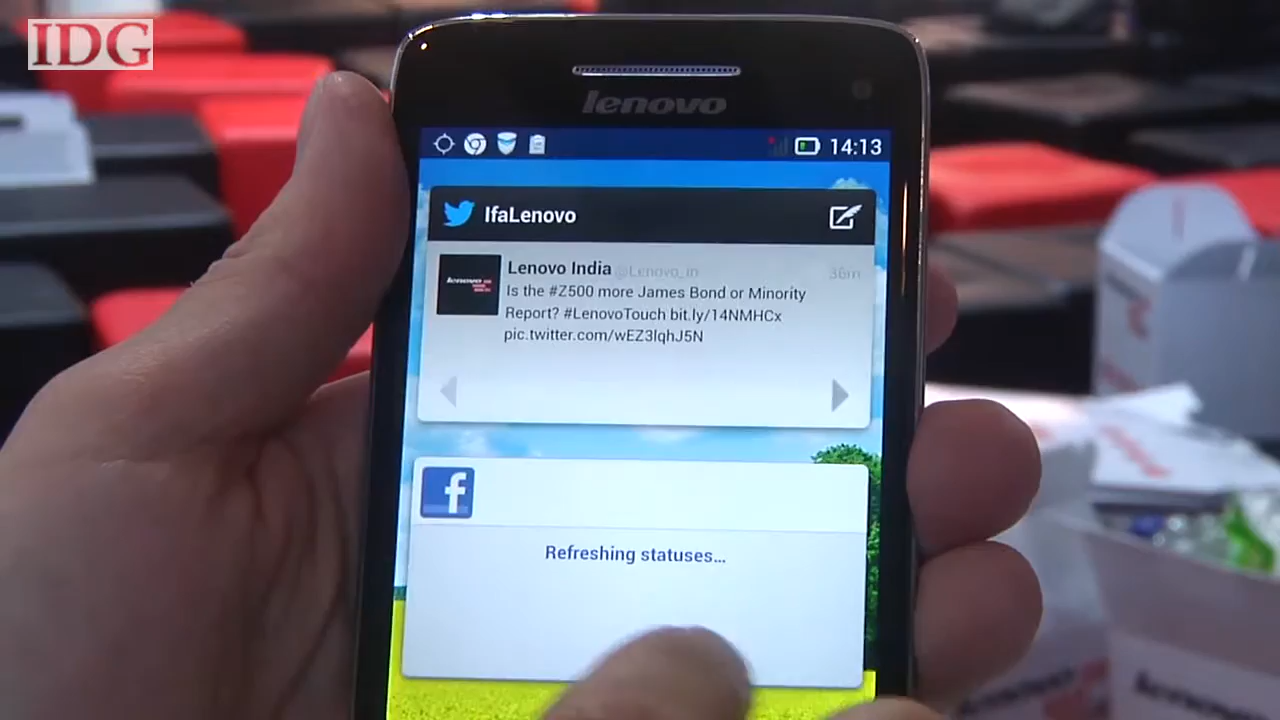 IDG
lenovo
14:13
IfaLenovo
Lenovo India @Lenovo_in 36m
Is the #Z500 more James Bond or Minority
Report? #LenovoTouch bit.ly/14NMHCx
pic.twitter.com/wEZ3lqhJ5N
f
Refreshing statuses...